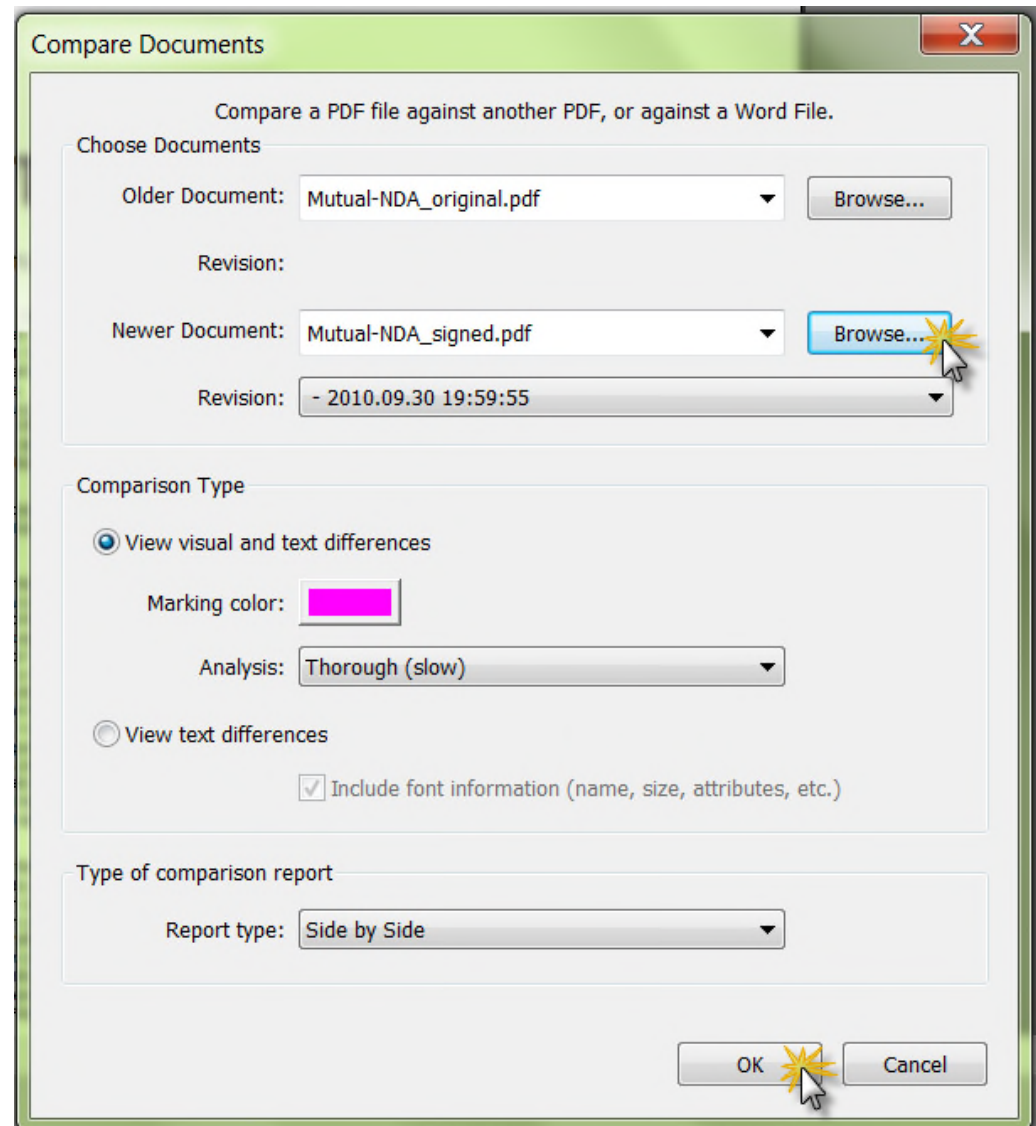 Compare Documents
X
Compare a PDF file against another PDF, or against a Word File.
Choose Documents
Older Document: Mutual-NDA_original.pdf Browse...
Revision:
Newer Document: Mutual-NDA_signed.pdf Browse...
Revision: - 2010.09.30 19:59:55
Comparison Type
View visual and text differences
Marking color:
Analysis: Thorough (slow)
View text differences
Include font information (name, size, attributes, etc.)
Type of comparison report
Report type: Side by Side
OK Cancel